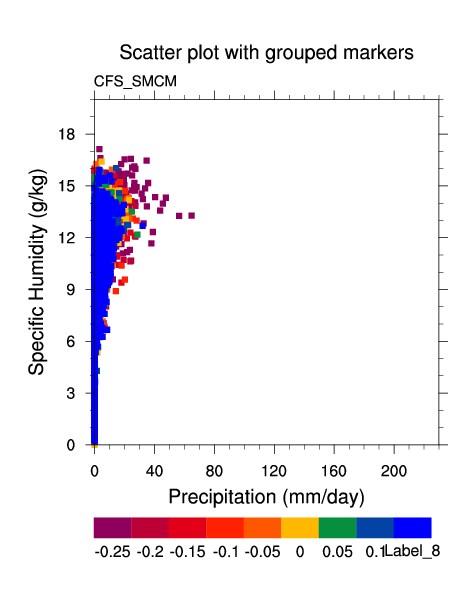 Scatter plot with grouped markers
CFS_SMCM
18
15
12
9
6
3
0
Specific Humidity (g/kg)
0 40 80 120 160 200
Precipitation (mm/day)
-0.25 -0.2 -0.15 -0.1 -0.05 0 0.05 0.1 Label_8